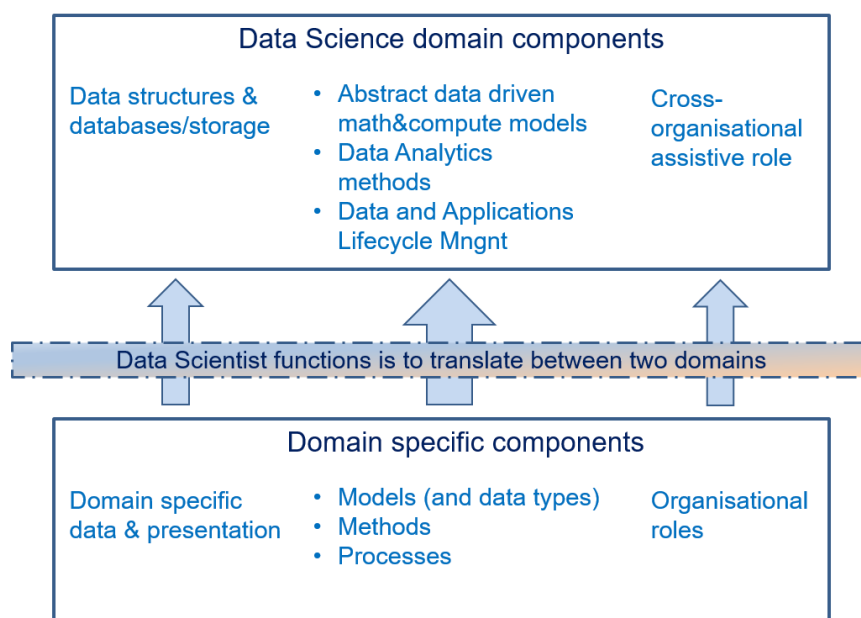 Data Science domain components
Data structures &
databases/storage
• Abstract data driven
math&compute models
• Data Analytics
methods
• Data and Applications
Lifecycle Mngnt
Cross-
organisational
assistive role
Data Scientist functions is to translate between two domains
Domain specific components
Domain specific
data & presentation
• Models (and data types)
• Methods
• Processes
Organisational
roles